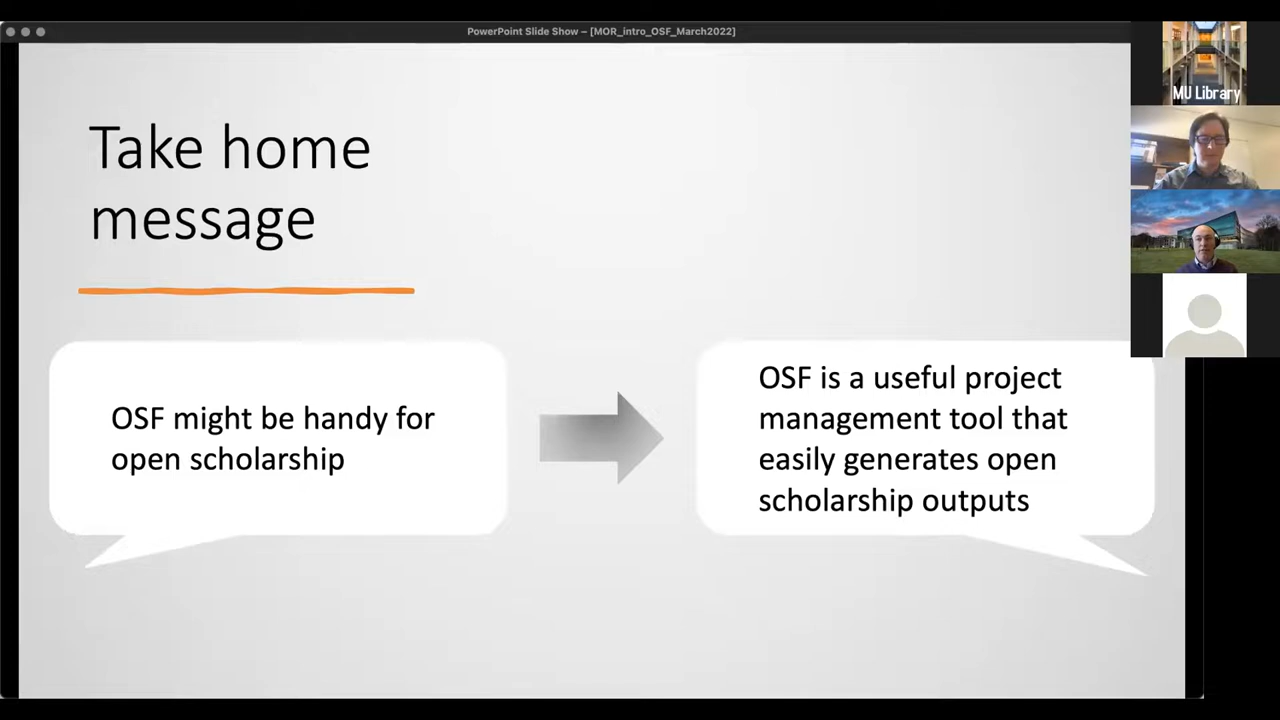 PowerPoint Slide Show – [MOR_intro_OSF_March2022]
MU Library
Take home
message
OSF might be handy for
open scholarship
OSF is a useful project
management tool that
easily generates open
scholarship outputs